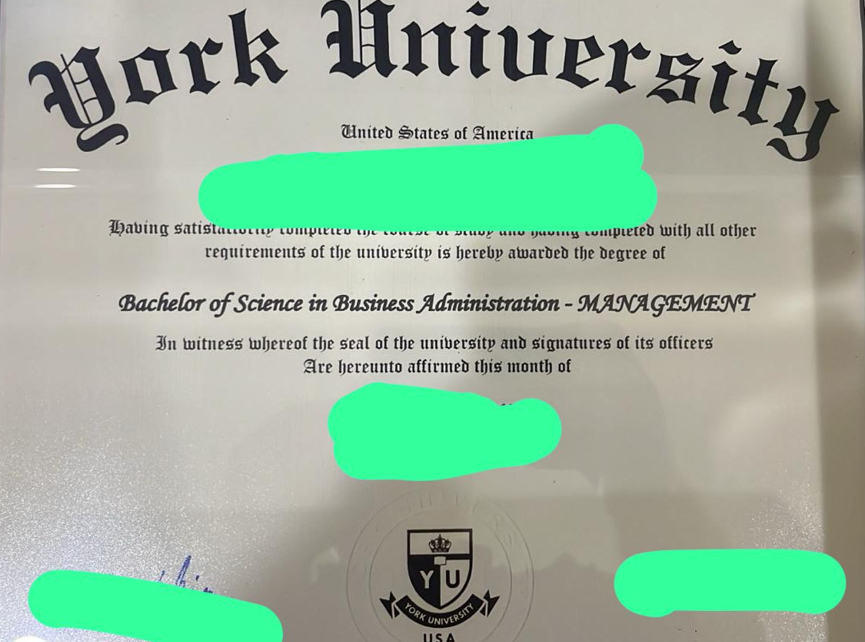 York University
United States of America
Having satisfactorily completed the course of study and having completed with all other
requirements of the university is hereby awarded the degree of
Bachelor of Science in Business Administration - MANAGEMENT
In witness whereof the seal of the university and signatures of its officers
Are hereunto affirmed this month of
Y U
YORK UNIVERSITY
USA